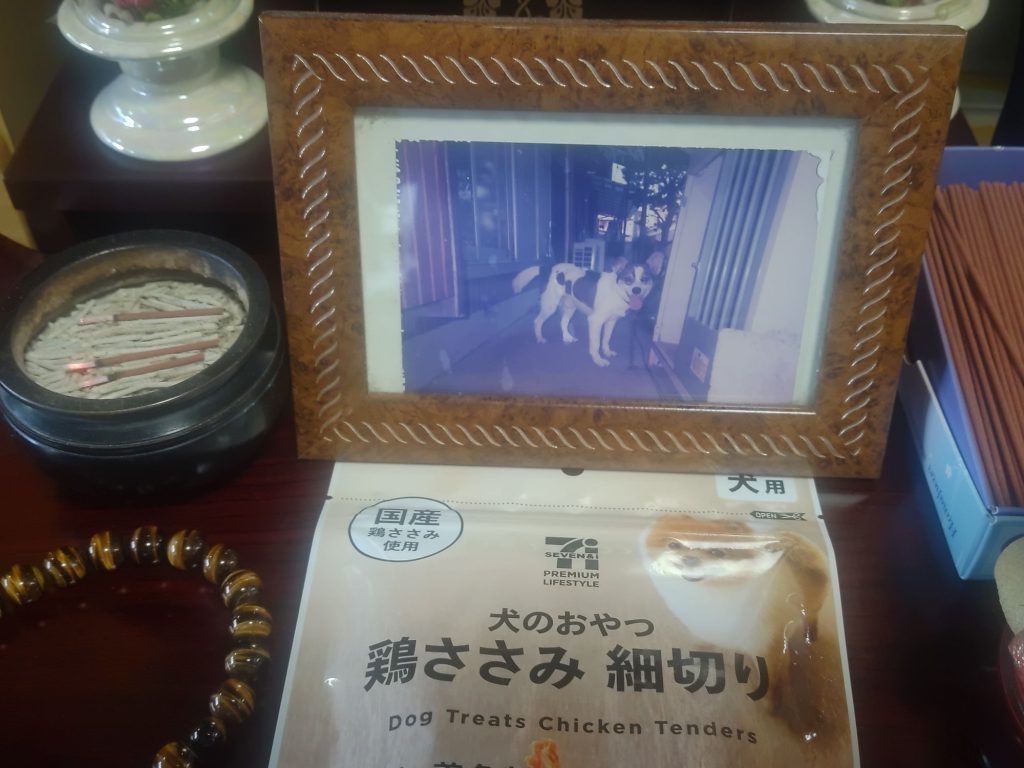 犬用
OPEN
国産
鶏ささみ
使用
SEVEN&i
PREMIUM
LIFESTYLE
犬のおやつ
鶏ささみ 細切り
Dog Treats Chicken Tenders